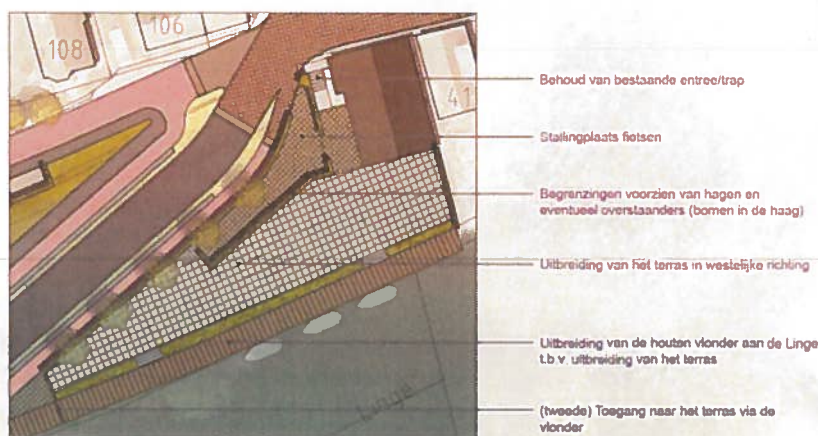 108
106
41
Behoud van bestaande entree/trap
Stallingplaats fietsen
Begrenzingen voorzien van hagen en
eventueel overstaanders (bomen in de haag)
Uitbreiding van het terras in westelijke richting
Uitbreiding van de houten vlonder aan de Linge
t.b.v. uitbreiding van het terras
Linge
(tweede) Toegang naar het terras via de
vlonder